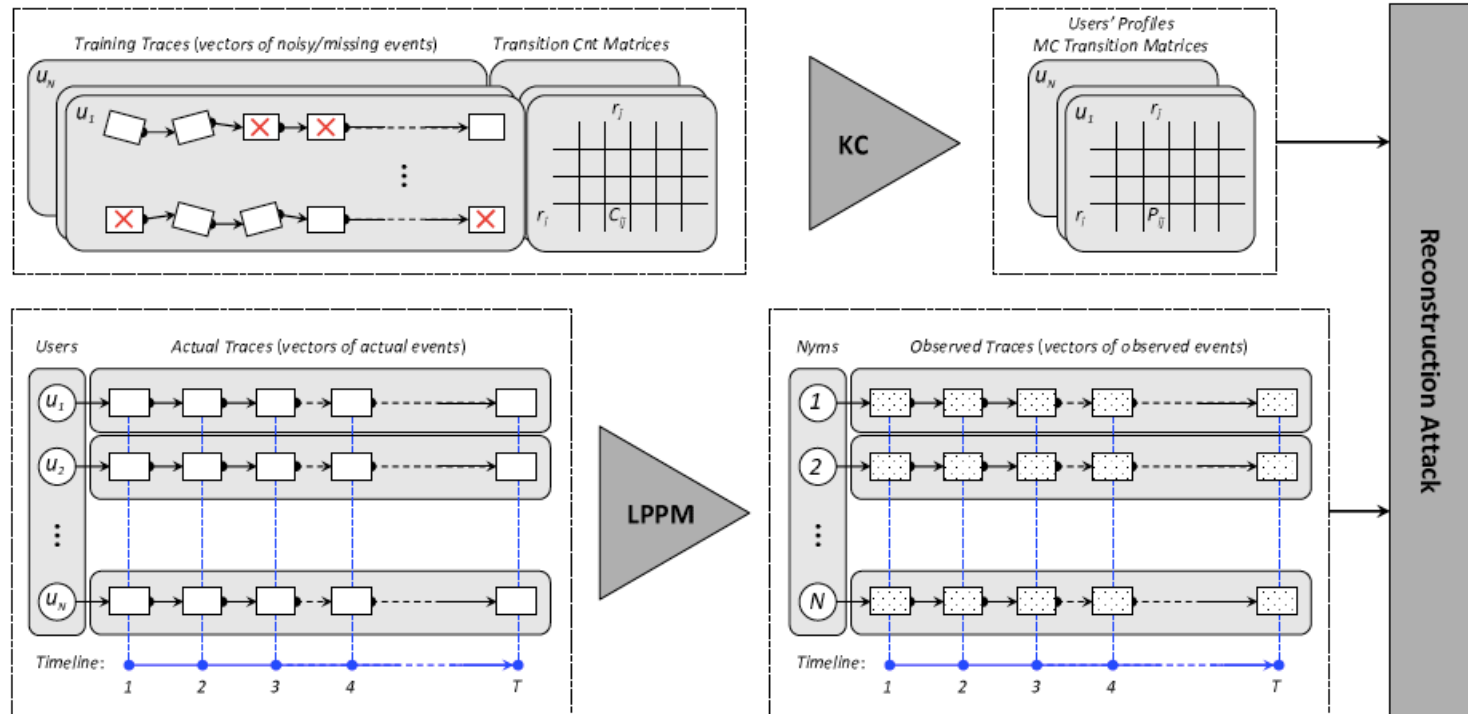 Training Traces (vectors of noisy/missing events)
Transition Cnt Matrices
u_N
u_1
...
r_j
r_i
C_ij
KC
Users' Profiles
MC Transition Matrices
u_N
u_1
r_j
r_i
P_ij
Reconstruction Attack
Users
Actual Traces (vectors of actual events)
u_1
u_2
...
u_N
Timeline:
1 2 3 4 T
LPPM
Nyms
Observed Traces (vectors of observed events)
1
2
...
N
Timeline:
1 2 3 4 T